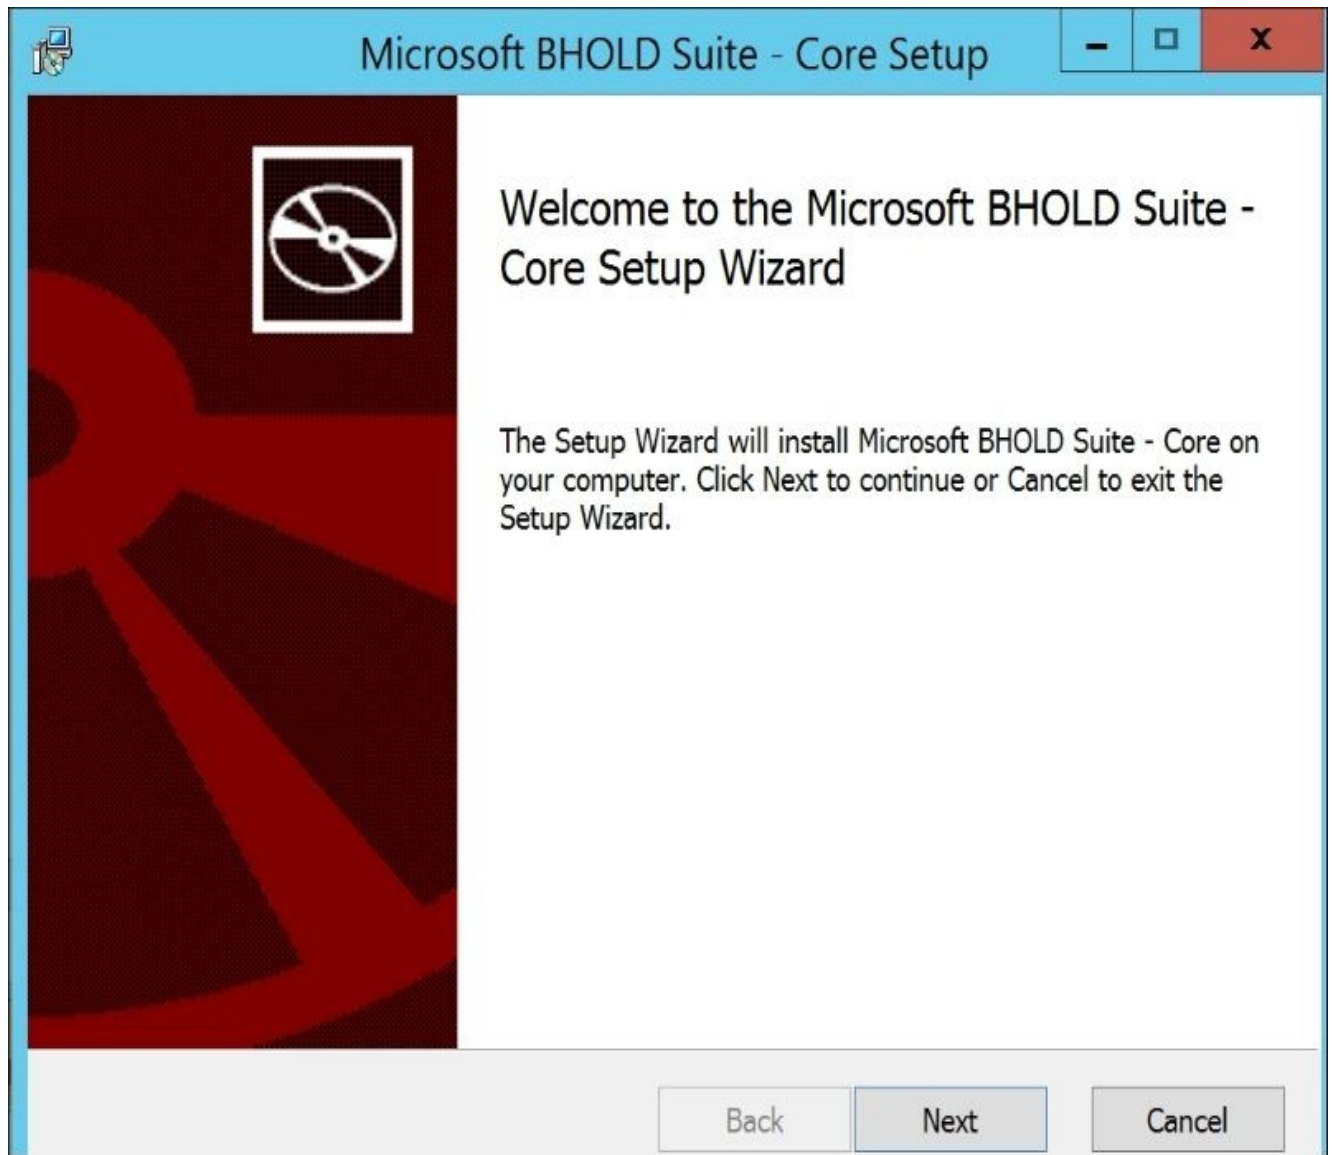 Microsoft BHOLD Suite - Core Setup
Welcome to the Microsoft BHOLD Suite -
Core Setup Wizard
The Setup Wizard will install Microsoft BHOLD Suite - Core on
your computer. Click Next to continue or Cancel to exit the
Setup Wizard.
Back
Next
Cancel